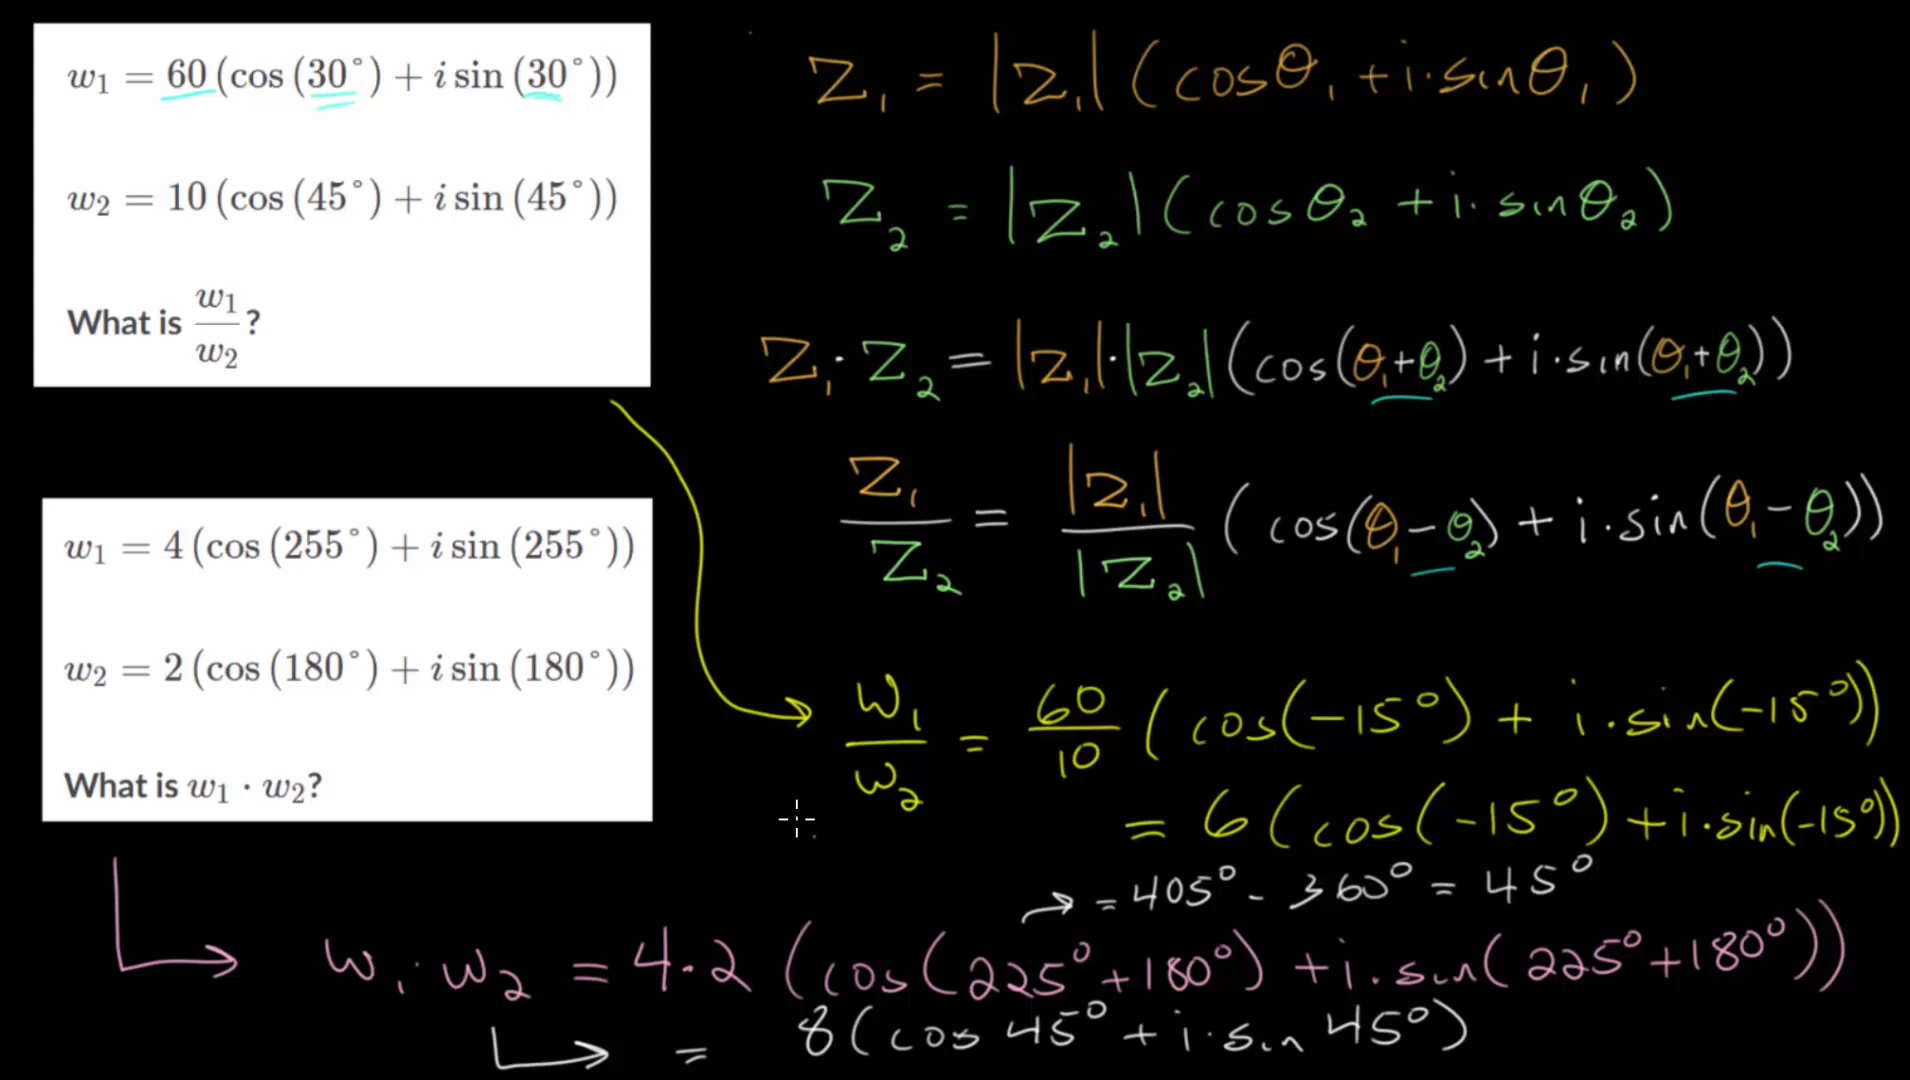 w₁ = 60 (cos (30°) + i sin (30°))
w₂ = 10 (cos (45°) + i sin (45°))
What is w₁/w₂ ?
w₁ = 4 (cos (255°) + i sin (255°))
w₂ = 2 (cos (180°) + i sin (180°))
What is w₁ · w₂?
z₁ = |z₁| (cosθ₁ + i·sinθ₁)
z₂ = |z₂| (cosθ₂ + i·sinθ₂)
z₁·z₂ = |z₁|·|z₂| (cos(θ₁+θ₂) + i·sin(θ₁+θ₂))
z₁/z₂ = |z₁|/|z₂| (cos(θ₁−θ₂) + i·sin(θ₁−θ₂))
w₁/w₂ = 60/10 (cos(−15°) + i·sin(−15°))
= 6 (cos(−15°) + i·sin(−15°))
→ = 405° − 360° = 45°
w₁·w₂ = 4·2 (cos(225°+180°) + i·sin(225°+180°))
= 8(cos 45° + i·sin 45°)